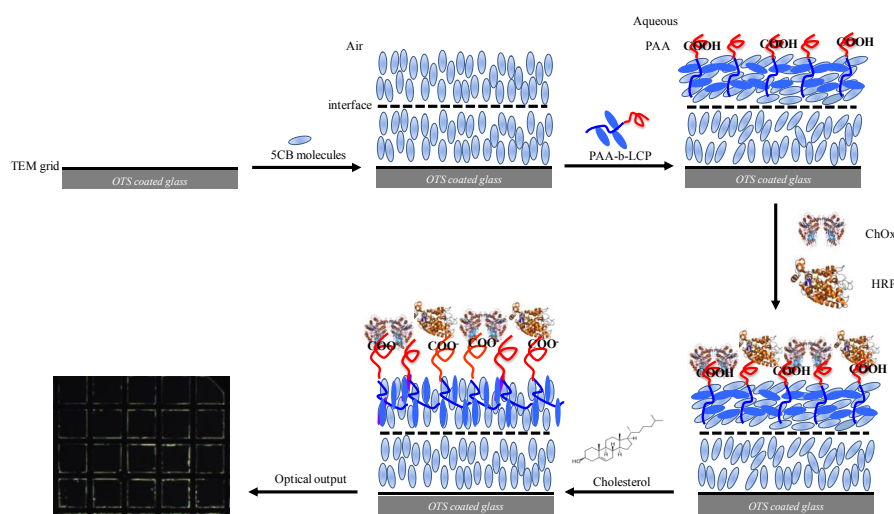 Aqueous
Air
PAA
COOH
COOH
COOH
interface
5CB molecules
PAA-b-LCP
TEM grid
OTS coated glass
OTS coated glass
OTS coated glass
ChOx
HRP
COO-
COO-
COO-
COO-
COOH
COOH
COOH
HO
H
H
H
H
Optical output
Cholesterol
OTS coated glass
OTS coated glass